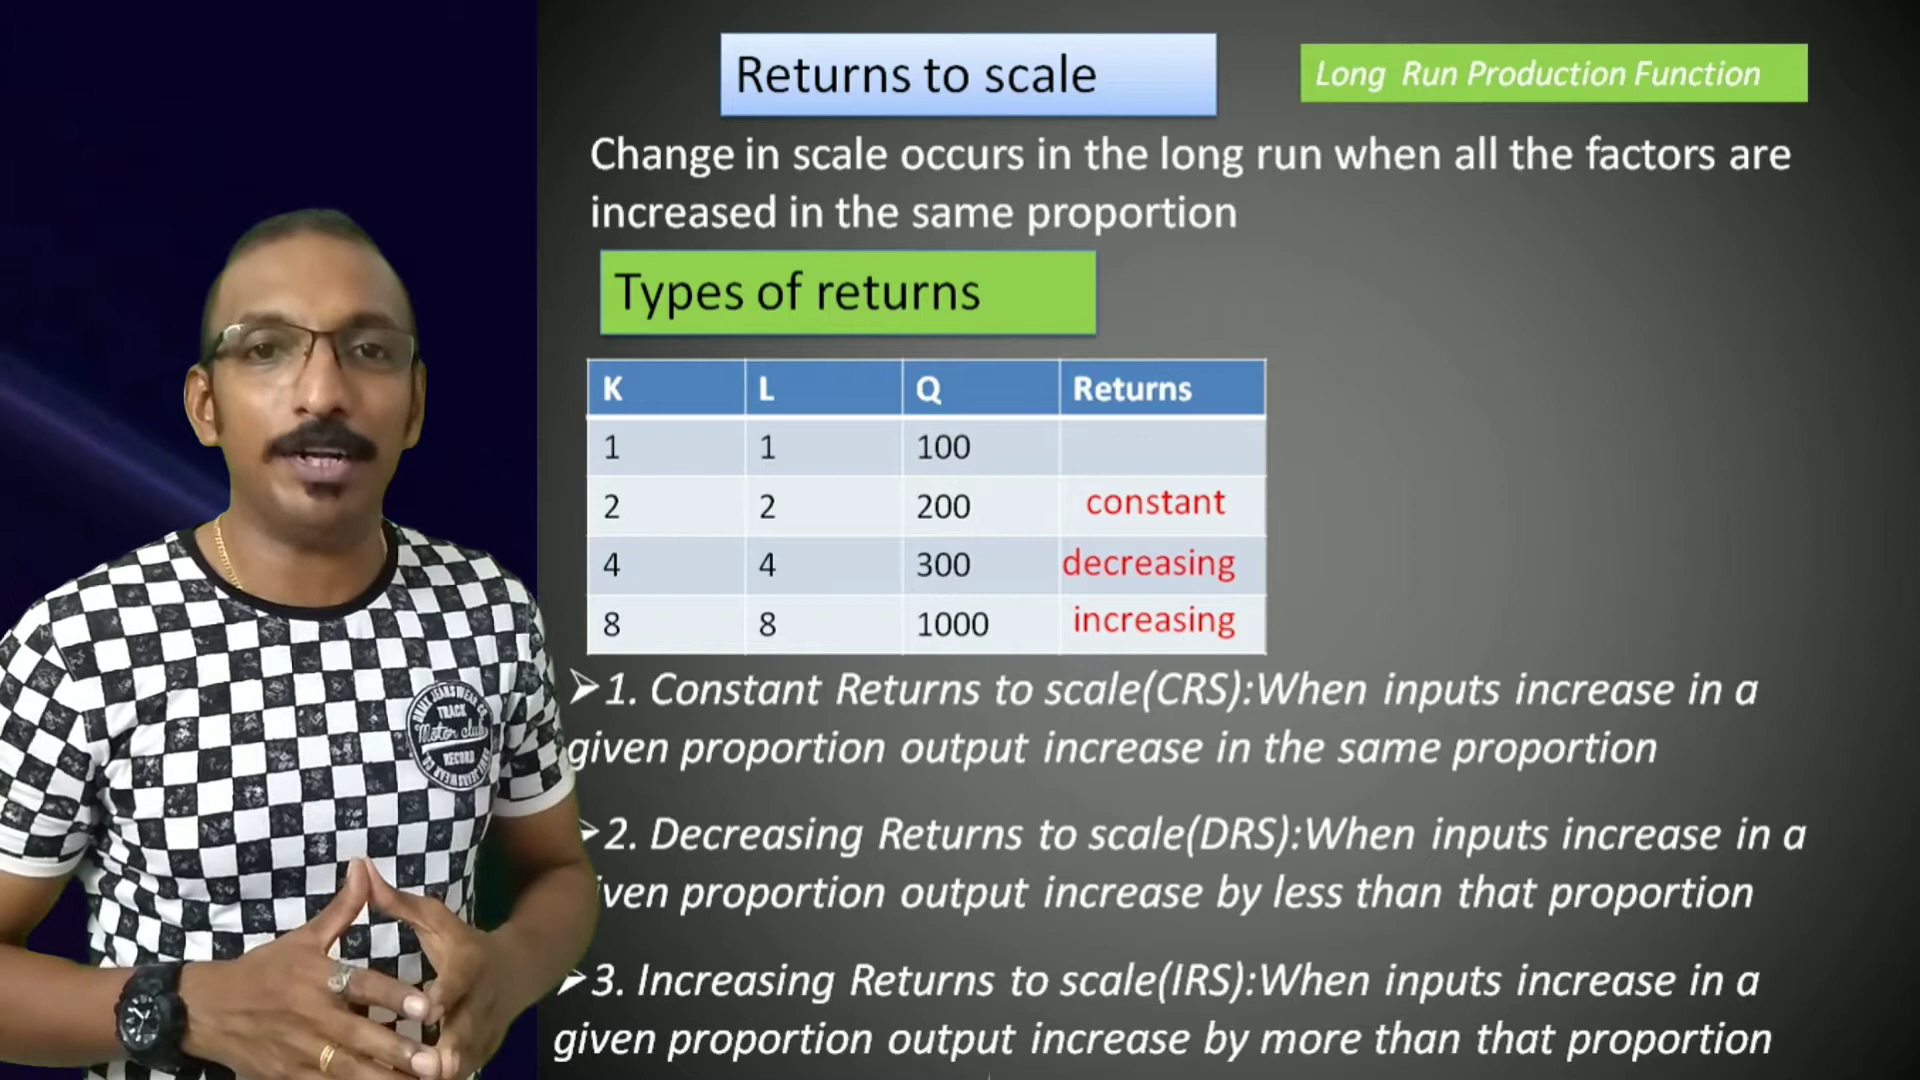 Returns to scale
Long Run Production Function
Change in scale occurs in the long run when all the factors are
increased in the same proportion
Types of returns
K L Q Returns
1 1 100
2 2 200 constant
4 4 300 decreasing
8 8 1000 increasing
1. Constant Returns to scale(CRS):When inputs increase in a
given proportion output increase in the same proportion
2. Decreasing Returns to scale(DRS):When inputs increase in a
iven proportion output increase by less than that proportion
3. Increasing Returns to scale(IRS):When inputs increase in a
given proportion output increase by more than that proportion
TRACK
Motor club
RECORD